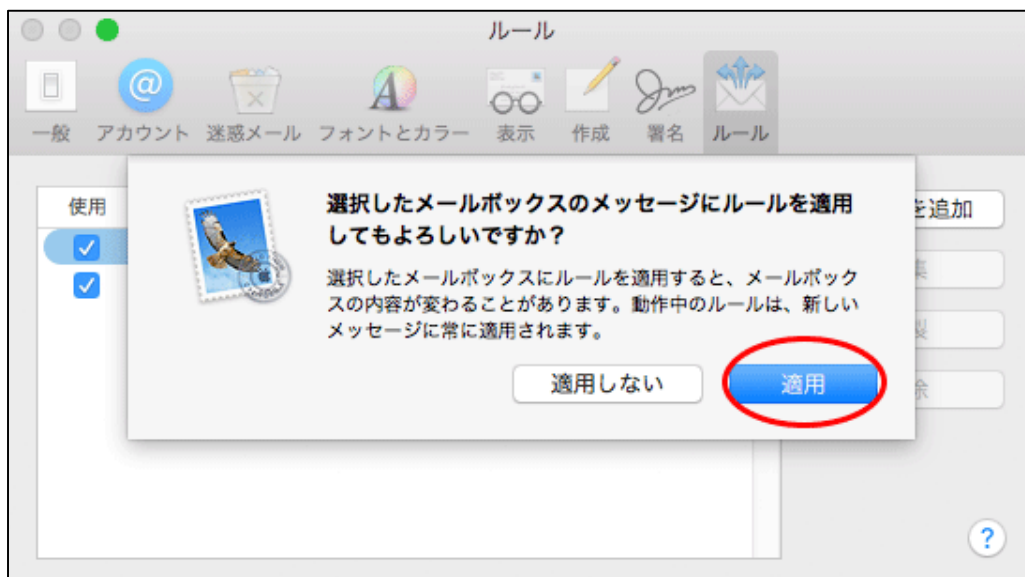 ルール
一般 アカウント 迷惑メール フォントとカラー 表示 作成 署名 ルール
選択したメールボックスのメッセージにルールを適用
してもよろしいですか？
選択したメールボックスにルールを適用すると、メールボック
スの内容が変わることがあります。動作中のルールは、新しい
メッセージに常に適用されます。
適用しない 適用
使用
を追加
?